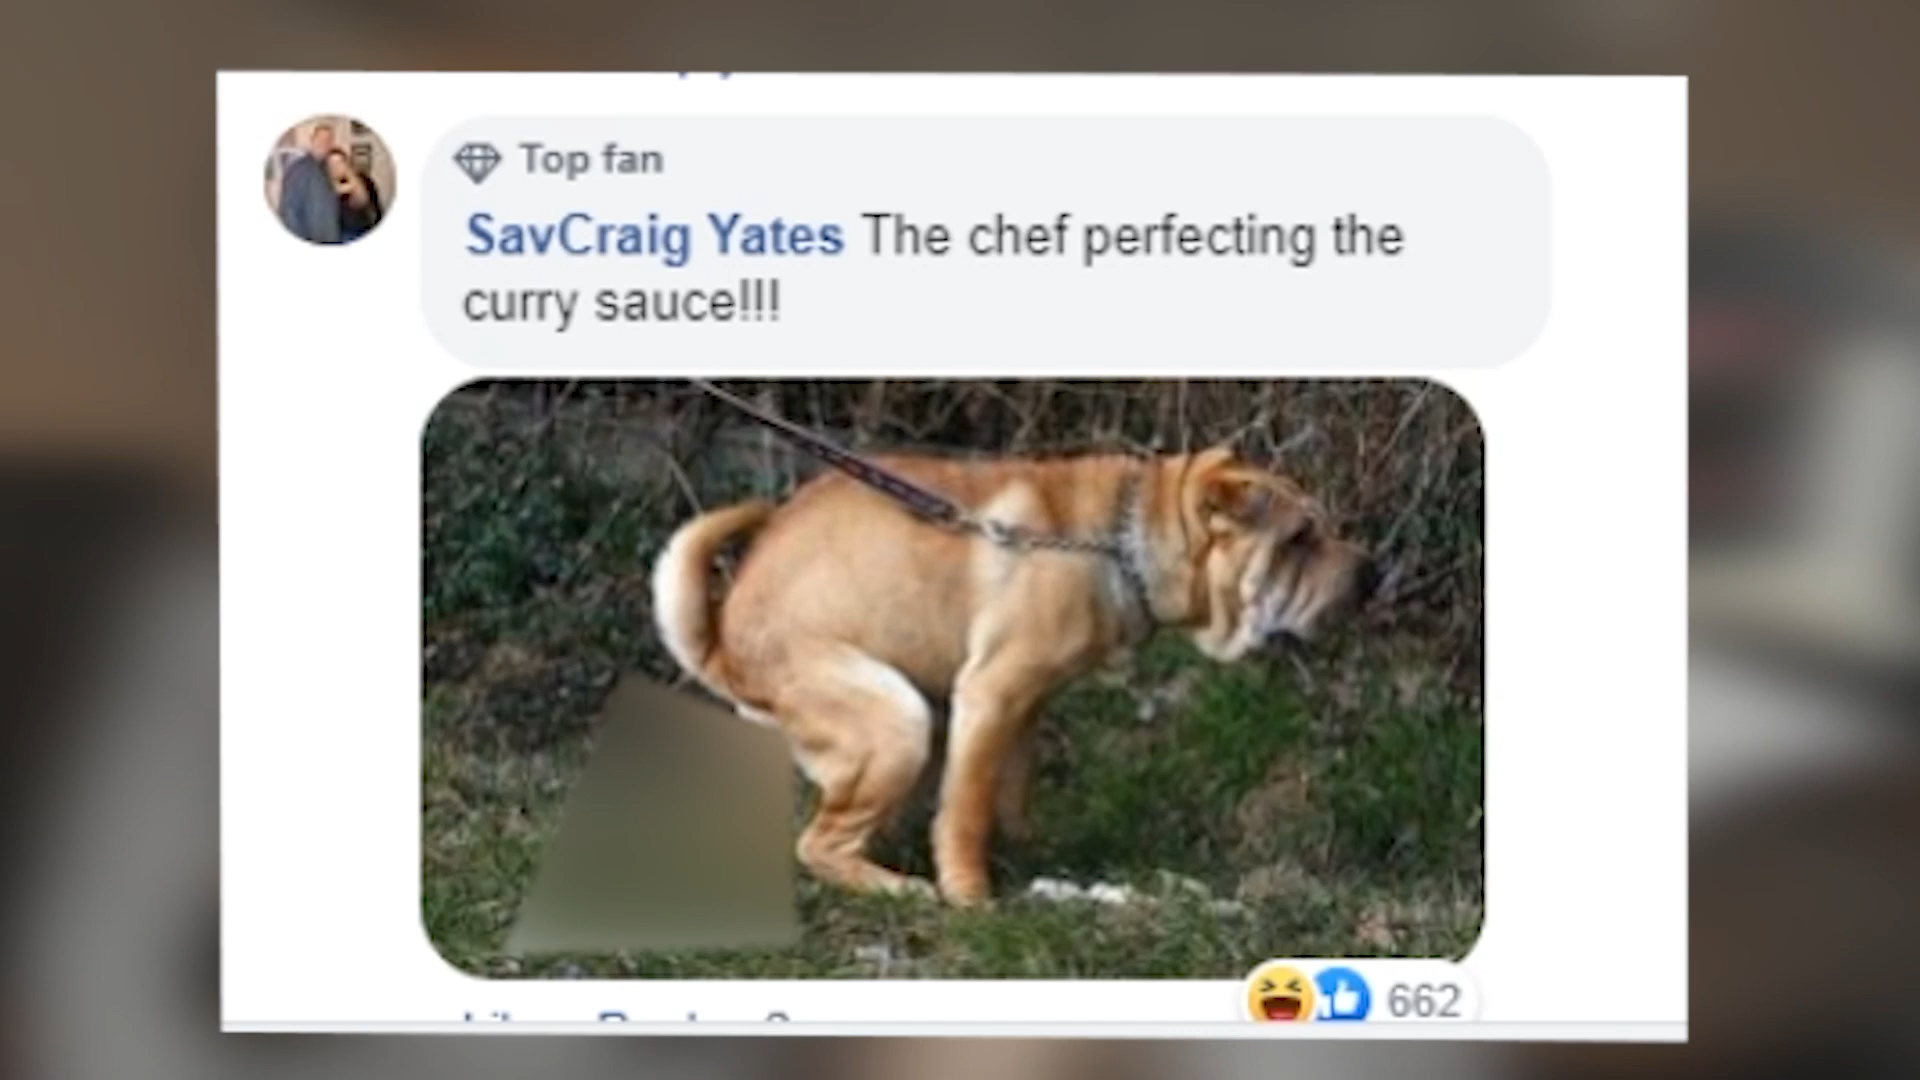 Top fan
SavCraig Yates The chef perfecting the
curry sauce!!!
662